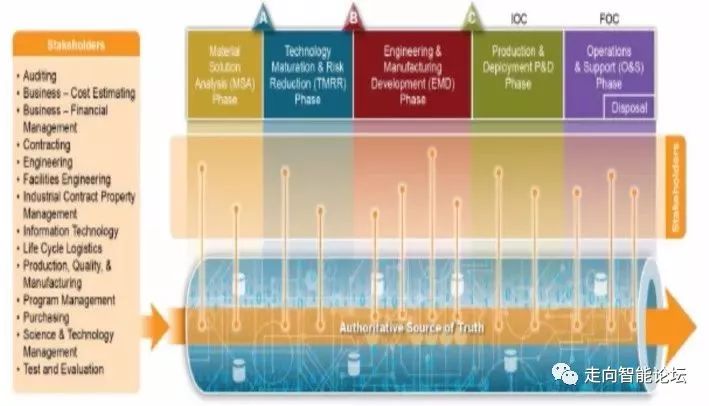 Stakeholders
• Auditing
• Business – Cost Estimating
• Business – Financial
Management
• Contracting
• Engineering
• Facilities Engineering
• Industrial Contract Property
Management
• Information Technology
• Life Cycle Logistics
• Production, Quality, &
Manufacturing
• Program Management
• Purchasing
• Science & Technology
Management
• Test and Evaluation
A
B
C
IOC
FOC
Material
Solution
Analysis (MSA)
Phase
Technology
Maturation & Risk
Reduction (TMRR)
Phase
Engineering &
Manufacturing
Development (EMD)
Phase
Production &
Deployment P&D
Phase
Operations
& Support (O&S)
Phase
Disposal
Stakeholders
Authoritative Source of Truth
走向智能论坛